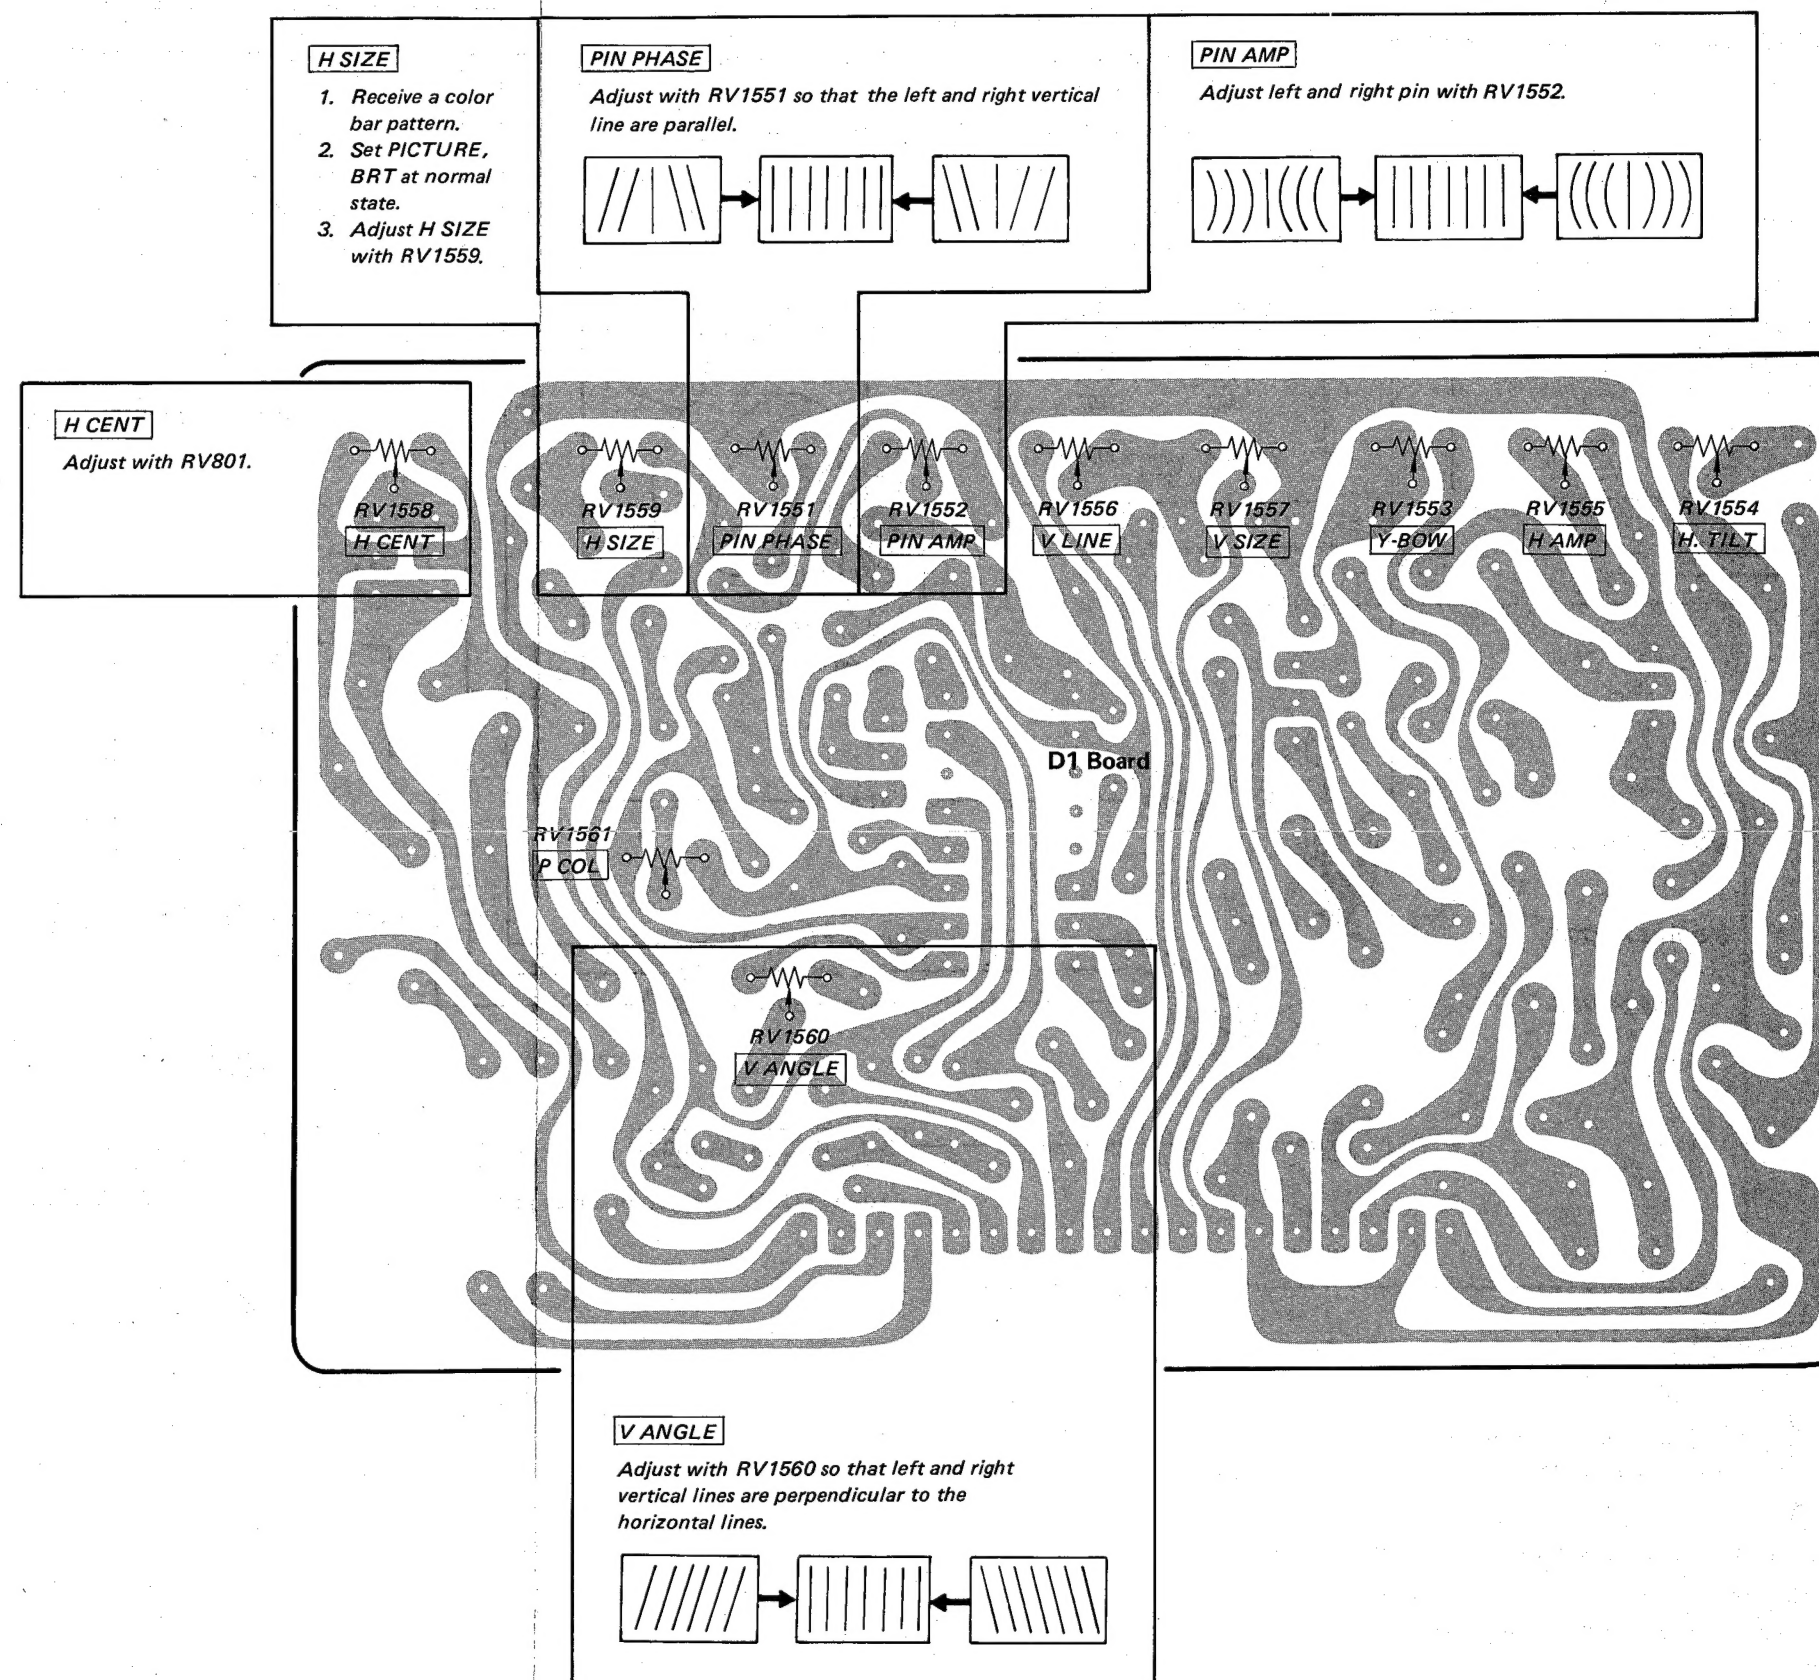 H SIZE
1. Receive a color
bar pattern.
2. Set PICTURE,
BRT at normal
state.
3. Adjust H SIZE
with RV1559.
PIN PHASE
Adjust with RV1551 so that the left and right vertical
line are parallel.
PIN AMP
Adjust left and right pin with RV1552.
H CENT
Adjust with RV801.
RV1558
H CENT
RV1559
H SIZE
RV1551
PIN PHASE
RV1552
PIN AMP
RV1556
V LINE
RV1557
V SIZE
RV1553
Y-BOW
RV1555
H AMP
RV1554
H. TILT
D1 Board
RV1561
P COL
RV1560
V ANGLE
V ANGLE
Adjust with RV1560 so that left and right
vertical lines are perpendicular to the
horizontal lines.